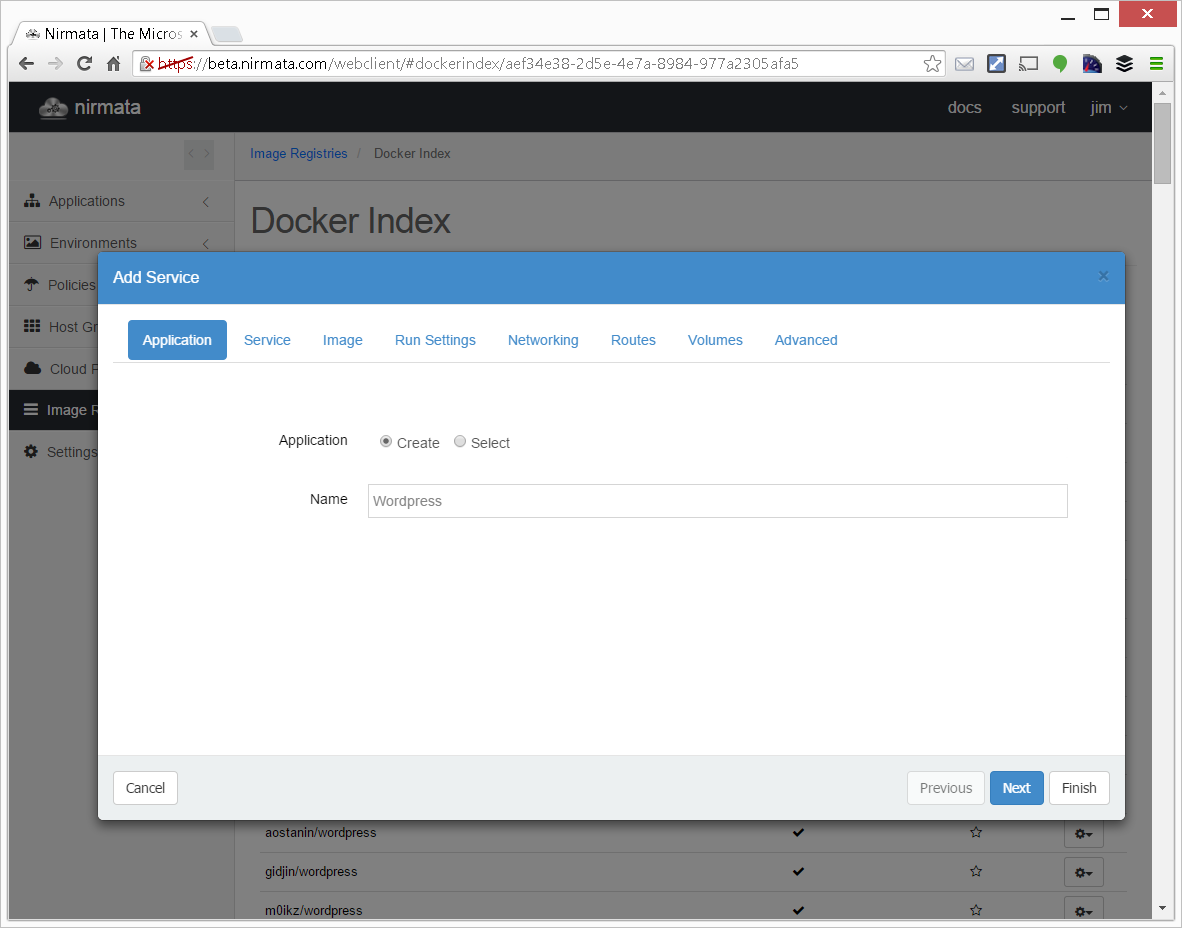 Nirmata | The Micros
https://beta.nirmata.com/webclient/#dockerindex/aef34e38-2d5e-4e7a-8984-977a2305afa5
nirmata
docs support jim
Image Registries / Docker Index
Applications
Docker Index
Environments
Policies
Host Gr
Cloud P
Image R
Settings
Add Service
Application Service Image Run Settings Networking Routes Volumes Advanced
Application Create Select
Name Wordpress
Cancel Previous Next Finish
aostanin/wordpress
gidjin/wordpress
m0ikz/wordpress